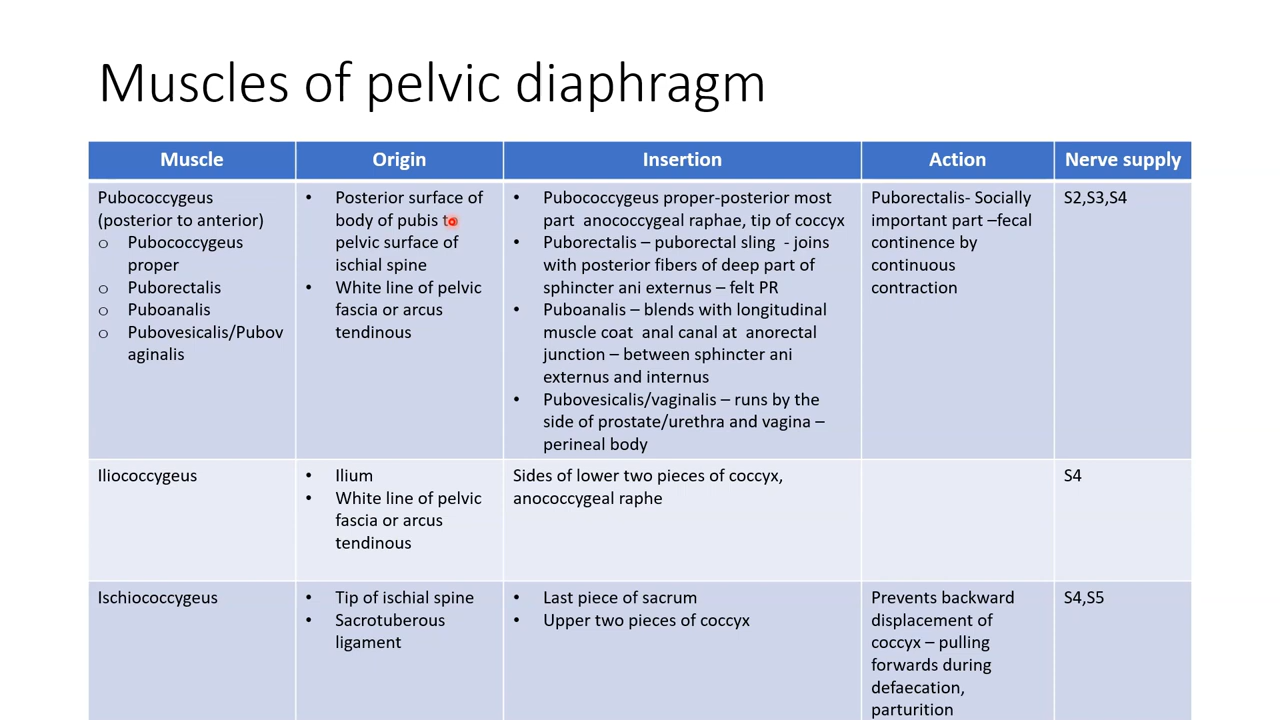 Muscles of pelvic diaphragm
Muscle
Origin
Insertion
Action
Nerve supply
Pubococcygeus
(posterior to anterior)
o Pubococcygeus
proper
o Puborectalis
o Puboanalis
o Pubovesicalis/Pubov
aginalis
• Posterior surface of
body of pubis to
pelvic surface of
ischial spine
• White line of pelvic
fascia or arcus
tendinous
• Pubococcygeus proper-posterior most
part anococcygeal raphae, tip of coccyx
• Puborectalis – puborectal sling - joins
with posterior fibers of deep part of
sphincter ani externus – felt PR
• Puboanalis – blends with longitudinal
muscle coat anal canal at anorectal
junction – between sphincter ani
externus and internus
• Pubovesicalis/vaginalis – runs by the
side of prostate/urethra and vagina –
perineal body
Puborectalis- Socially
important part –fecal
continence by
continuous
contraction
S2,S3,S4
Iliococcygeus
• Ilium
• White line of pelvic
fascia or arcus
tendinous
Sides of lower two pieces of coccyx,
anococcygeal raphe
S4
Ischiococcygeus
• Tip of ischial spine
• Sacrotuberous
ligament
• Last piece of sacrum
• Upper two pieces of coccyx
Prevents backward
displacement of
coccyx – pulling
forwards during
defaecation,
parturition
S4,S5